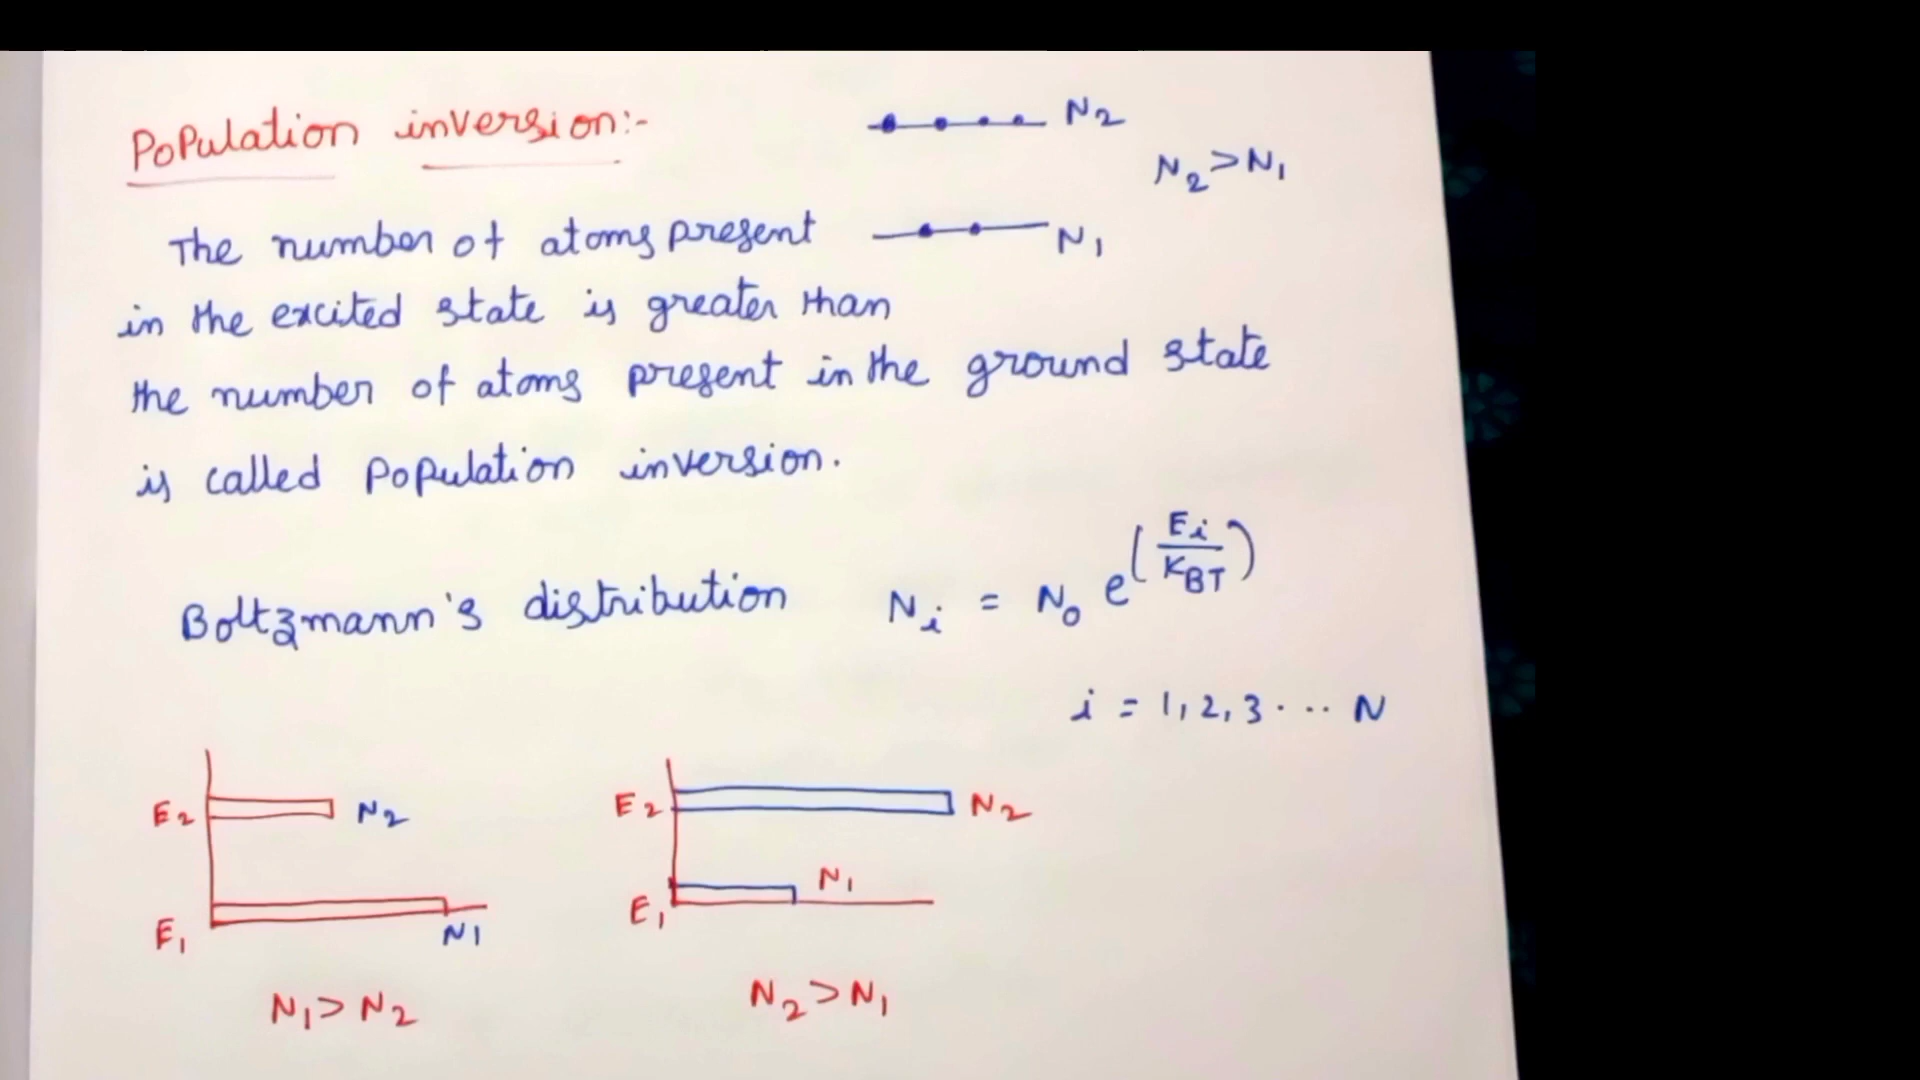 Population inversion:-
N₂
N₂ > N₁
N₁
The number of atoms present
in the excited state is greater than
the number of atoms present in the ground state
is called population inversion.
Boltzmann's distribution Nᵢ = N₀ e^(Eᵢ/K_BT)
i = 1, 2, 3 . ... N
E₂ N₂
E₁ N1
N₁ > N₂
E₂ N₂
N₁
E₁
N₂ > N₁